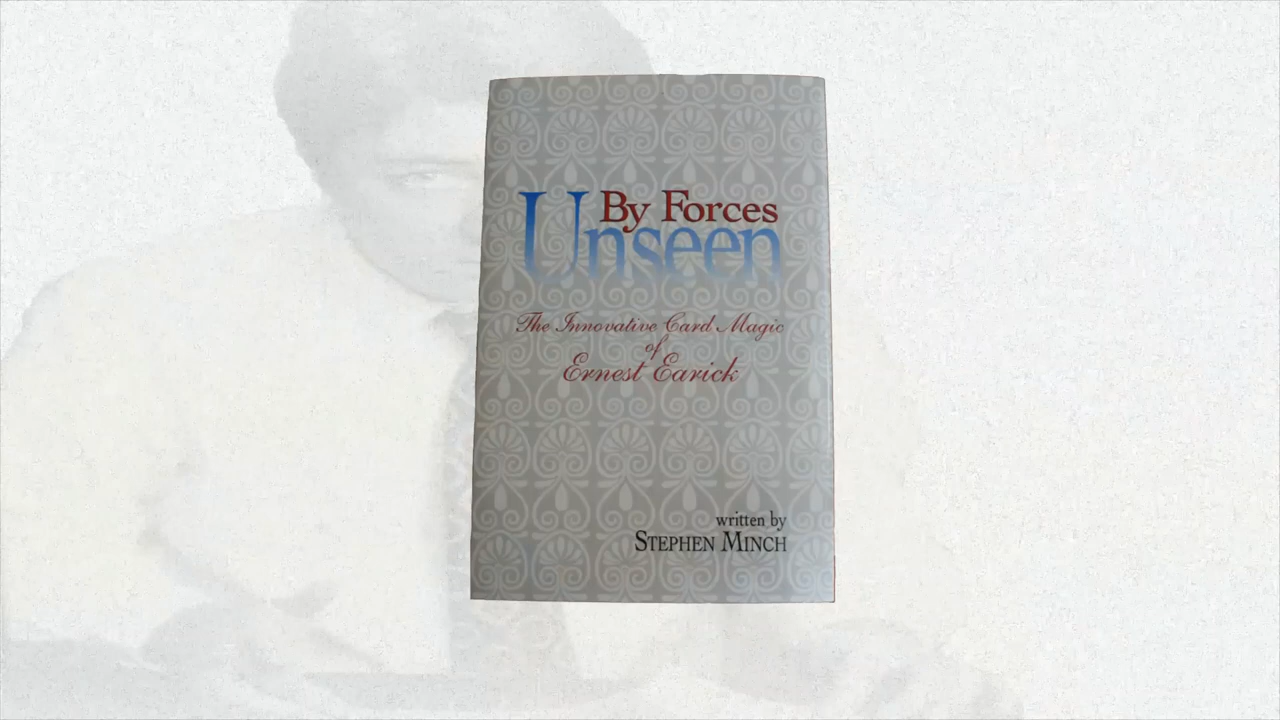 By Forces
Unseen
The Innovative Card Magic
of
Ernest Earick
written by
STEPHEN MINCH